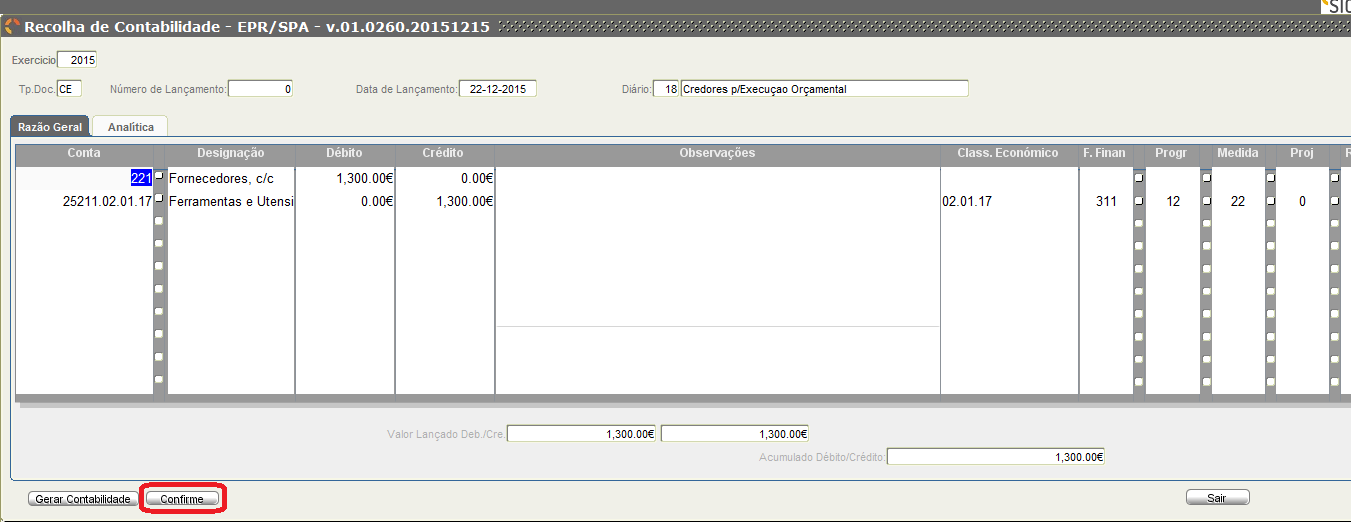 SIC
Recolha de Contabilidade - EPR/SPA - v.01.0260.20151215
Exercicio 2015
Tp.Doc. CE Número de Lançamento: 0 Data de Lançamento: 22-12-2015 Diário: 18 Credores p/Execuçao Orçamental
Razão Geral Analítica
Conta Designação Débito Crédito Observações Class. Económico F. Finan Progr Medida Proj R
221 Fornecedores, c/c 1,300.00€ 0.00€
25211.02.01.17 Ferramentas e Utensi 0.00€ 1,300.00€ 02.01.17 311 12 22 0
Valor Lançado Deb./Cre. 1,300.00€ 1,300.00€
Acumulado Débito/Crédito: 1,300.00€
Gerar Contabilidade Confirme Sair